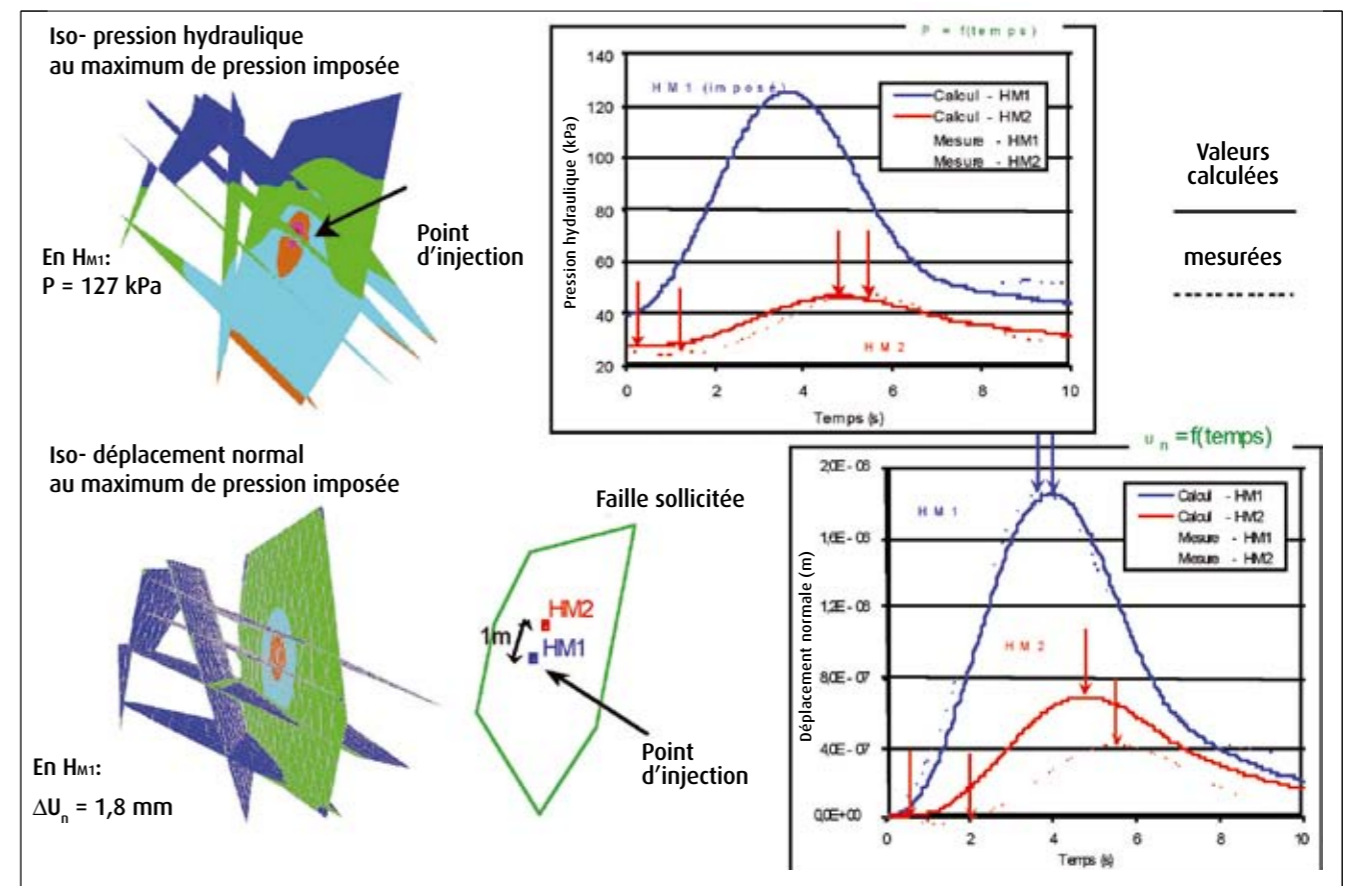 Iso- pression hydraulique
au maximum de pression imposée
En HM1:
P = 127 kPa
Point
d’injection
P = f(temps)
Pression hydraulique (kPa)
140
120
100
80
60
40
20
0 2 4 6 8 10
Temps (s)
HM1 (imposé)
HM2
Calcul - HM1
Calcul - HM2
Mesure - HM1
Mesure - HM2
Valeurs
calculées
mesurées
Iso- déplacement normal
au maximum de pression imposée
En HM1:
ΔUn = 1,8 mm
Faille sollicitée
HM2
1m
HM1
Point
d’injection
un =f(temps)
Déplacement normale (m)
2,0E-06
1,6E-06
1,2E-06
8,0E-07
4,0E-07
0,0E+00
0 2 4 6 8 10
Temps (s)
HM1
HM2
Calcul - HM1
Calcul - HM2
Mesure - HM1
Mesure - HM2